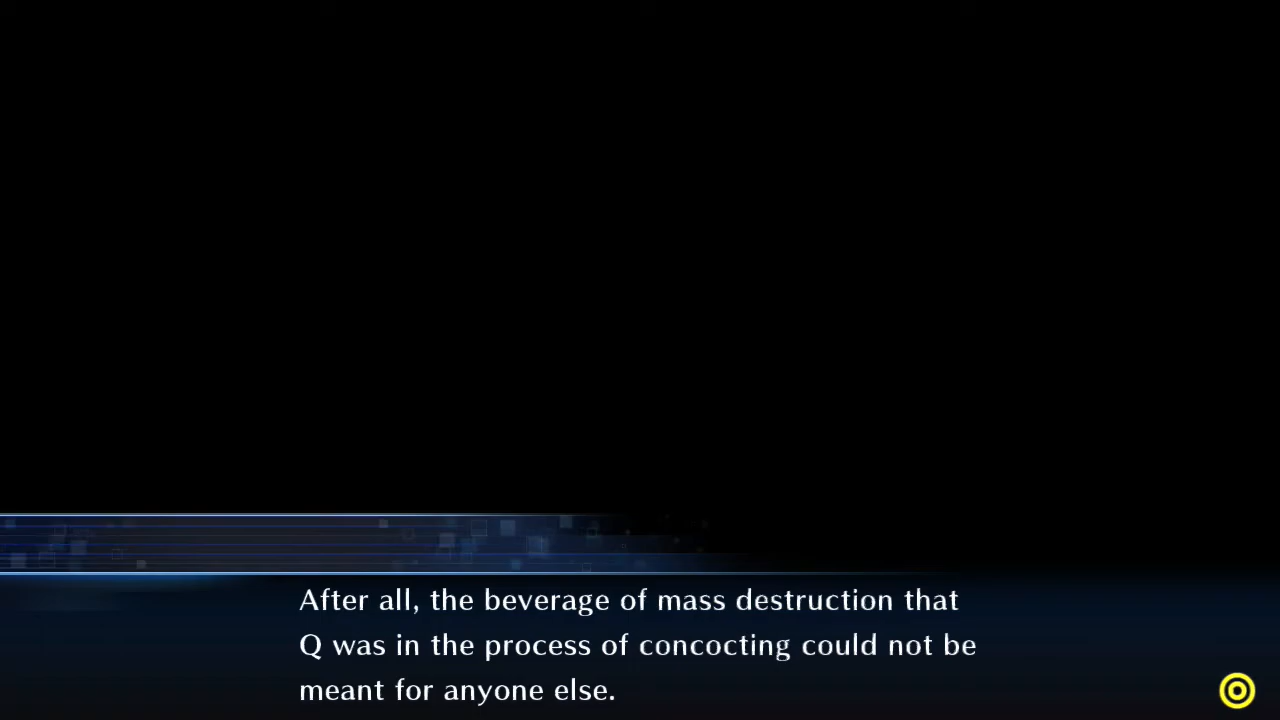 After all, the beverage of mass destruction that
Q was in the process of concocting could not be
meant for anyone else.